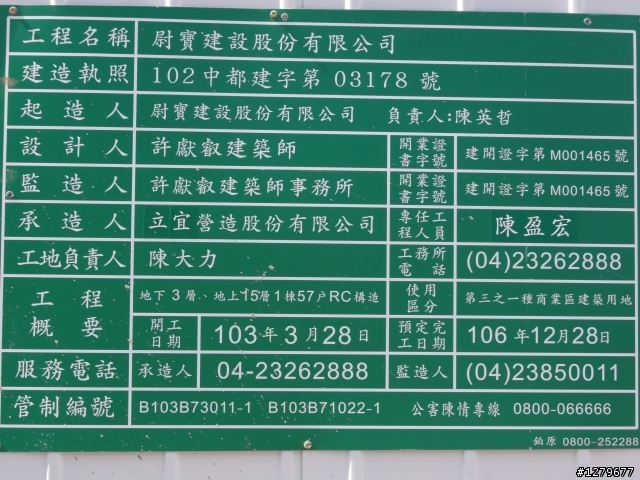 工程名稱 尉寶建設股份有限公司
建造執照 102中都建字第 03178 號
起造人 尉寶建設股份有限公司 負責人:陳英哲
設計人 許獻叡建築師 開業證書字號 建開證字第M001465號
監造人 許獻叡建築師事務所 開業證書字號 建開證字第M001465號
承造人 立宜營造股份有限公司 專任工程人員 陳盈宏
工地負責人 陳大力 工務所電話 (04)23262888
工程概要 地下3層、地上15層1棟57戶RC構造 使用區分 第三之一種商業區建築用地
開工日期 103年3月28日 預定完工日期 106年12月28日
服務電話 承造人 04-23262888 監造人 (04)23850011
管制編號 B103B73011-1 B103B71022-1 公害陳情專線 0800-066666
鉑原 0800-252288
#1279677